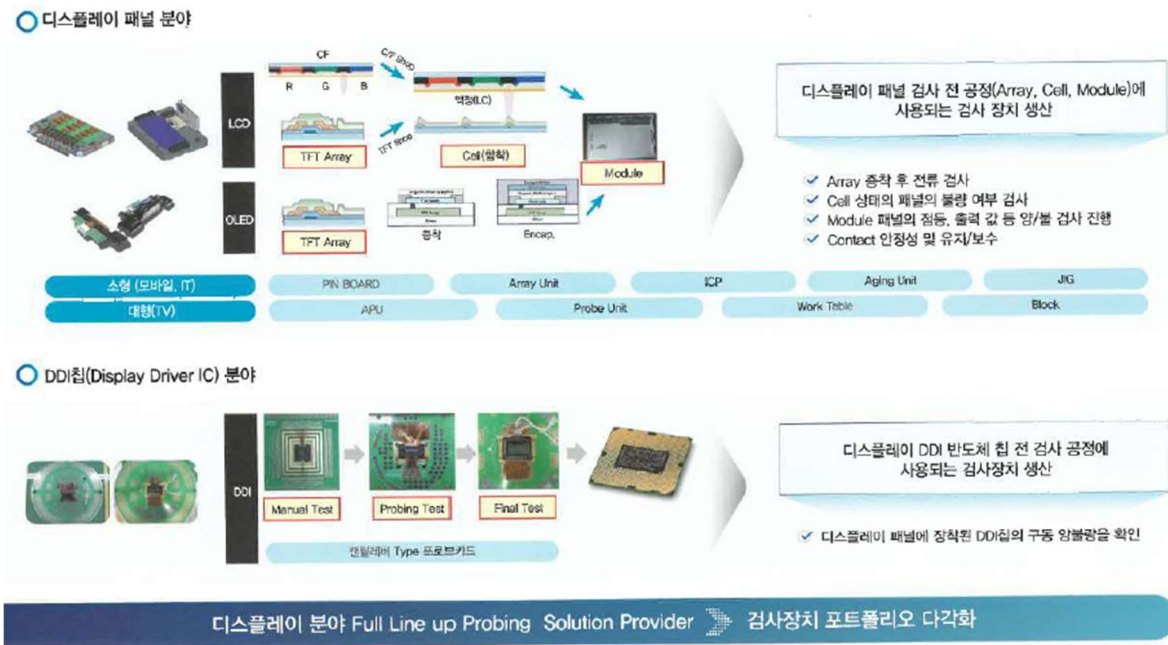 디스플레이 패널 분야
CF
R G B
C/F Shop
액정(LC)
LCD
TFT Array
TFT Shop
Cell(합착)
Module
OLED
TFT Array
증착
Encap.
디스플레이 패널 검사 전 공정(Array, Cell, Module)에
사용되는 검사 장치 생산
Array 증착 후 전류 검사
Cell 상태의 패널의 불량 여부 검사
Module 패널의 점등, 출력 값 등 양/불 검사 진행
Contact 안정성 및 유지/보수
소형 (모바일, IT)
PIN BOARD
Array Unit
ICP
Aging Unit
JIG
대형(TV)
APU
Probe Unit
Work Table
Block
DDI칩(Display Driver IC) 분야
DDI
Manual Test
Probing Test
Final Test
캔틸레버 Type 프로브카드
디스플레이 DDI 반도체 칩 전 검사 공정에
사용되는 검사장치 생산
디스플레이 패널에 장착된 DDI칩의 구동 양불량을 확인
디스플레이 분야 Full Line up Probing Solution Provider
검사장치 포트폴리오 다각화